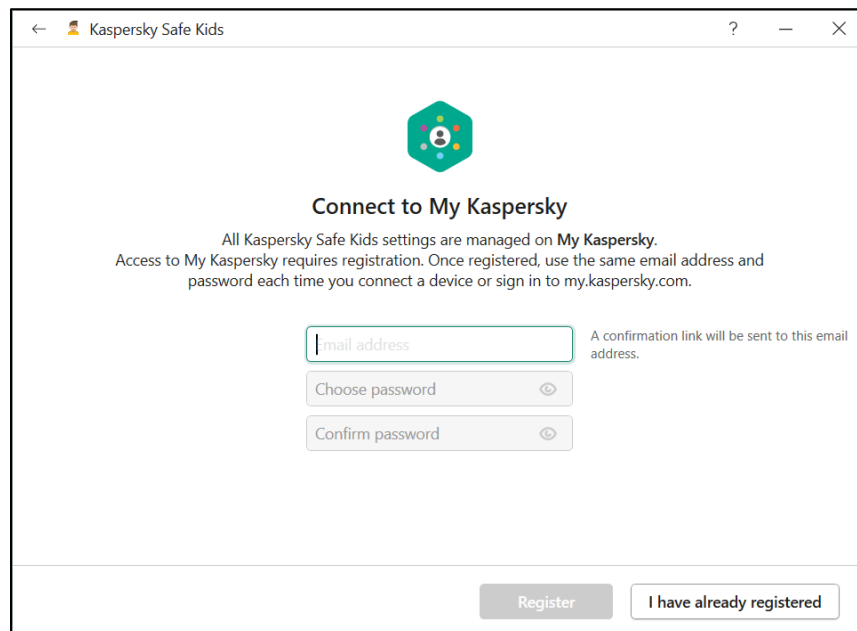 Kaspersky Safe Kids
?
Connect to My Kaspersky
All Kaspersky Safe Kids settings are managed on My Kaspersky.
Access to My Kaspersky requires registration. Once registered, use the same email address and
password each time you connect a device or sign in to my.kaspersky.com.
Email address
A confirmation link will be sent to this email
address.
Choose password
Confirm password
Register
I have already registered